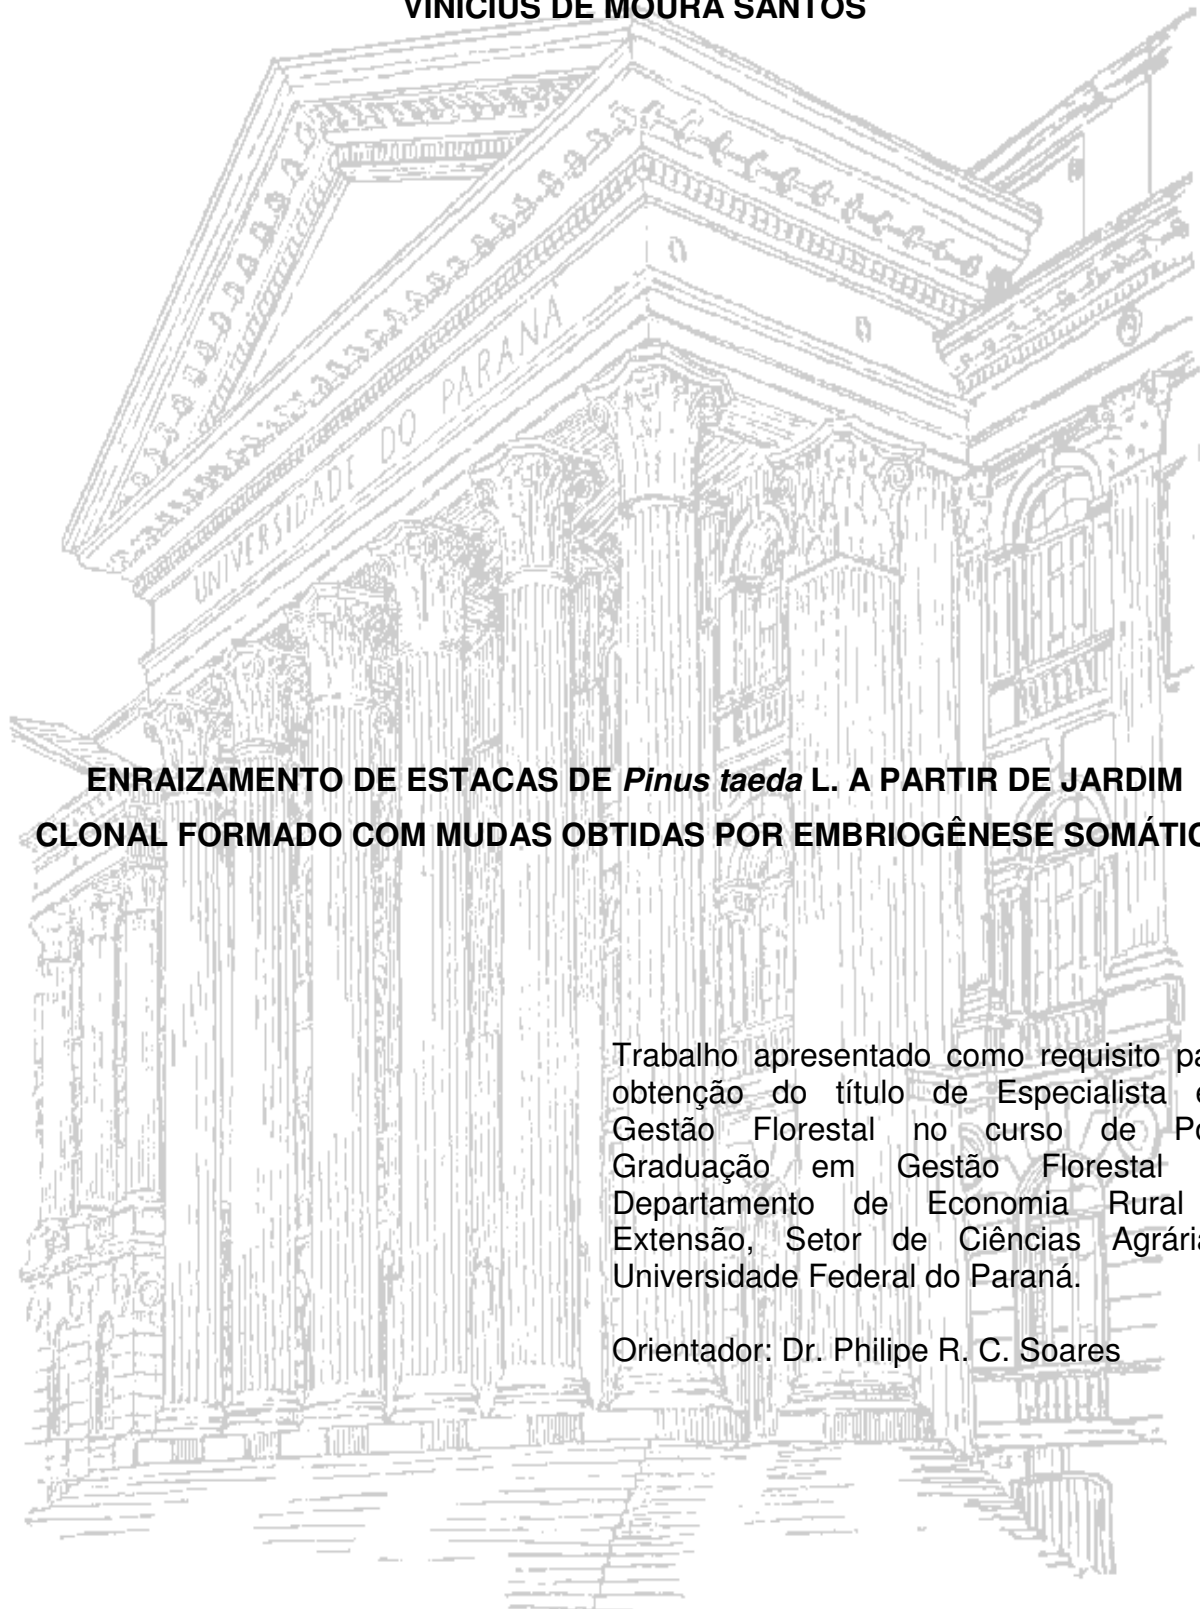 VINICIUS DE MOURA SANTOS
UNIVERSIDADE DO PARANÁ
ENRAIZAMENTO DE ESTACAS DE Pinus taeda L. A PARTIR DE JARDIM
CLONAL FORMADO COM MUDAS OBTIDAS POR EMBRIOGÊNESE SOMÁTIC
Trabalho apresentado como requisito pa
obtenção do título de Especialista e
Gestão Florestal no curso de Pó
Graduação em Gestão Florestal
Departamento de Economia Rural
Extensão, Setor de Ciências Agrária
Universidade Federal do Paraná.
Orientador: Dr. Philipe R. C. Soares